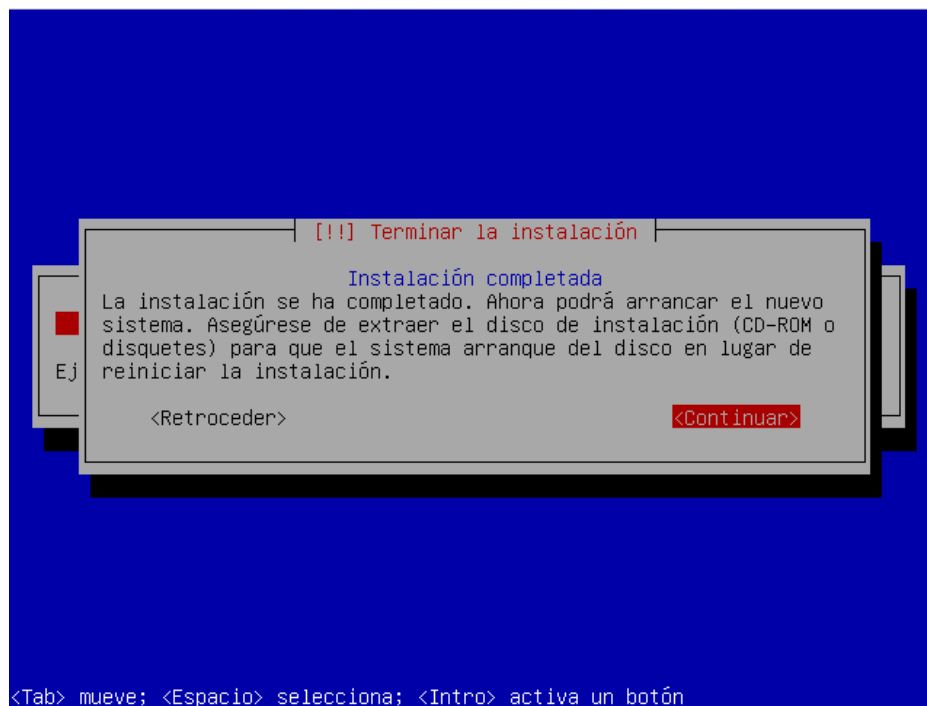 [!!] Terminar la instalación
Instalación completada
La instalación se ha completado. Ahora podrá arrancar el nuevo
sistema. Asegúrese de extraer el disco de instalación (CD-ROM o
disquetes) para que el sistema arranque del disco en lugar de
Ej
reiniciar la instalación.
<Retroceder> <Continuar>
<Tab> mueve; <Espacio> selecciona; <Intro> activa un botón